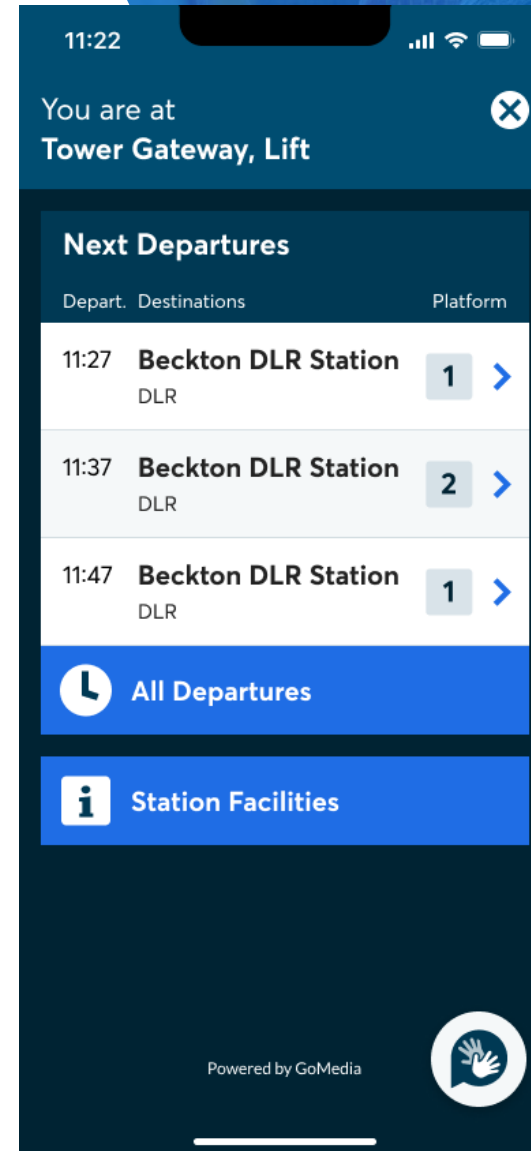 11:22
You are at
Tower Gateway, Lift
Next Departures
Depart. Destinations Platform
11:27 Beckton DLR Station 1
DLR
11:37 Beckton DLR Station 2
DLR
11:47 Beckton DLR Station 1
DLR
All Departures
i Station Facilities
Powered by GoMedia